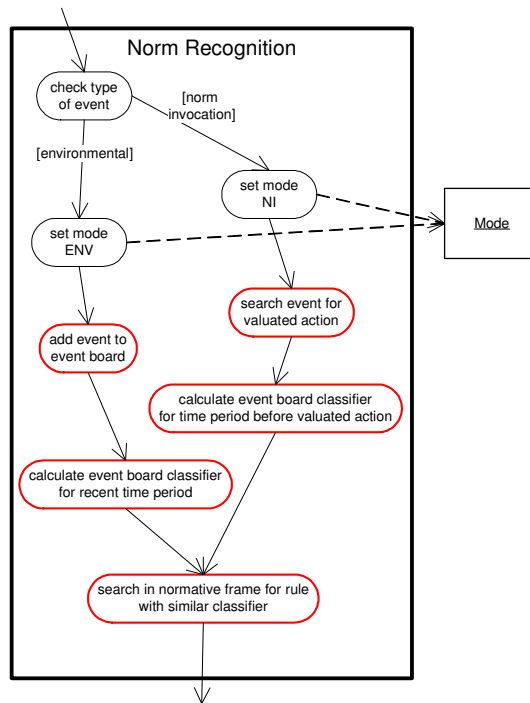 Norm Recognition
check type
of event
[norm
invocation]
[environmental]
set mode
NI
Mode
set mode
ENV
search event for
valuated action
add event to
event board
calculate event board classifier
for time period before valuated action
calculate event board classifier
for recent time period
search in normative frame for rule
with similar classifier